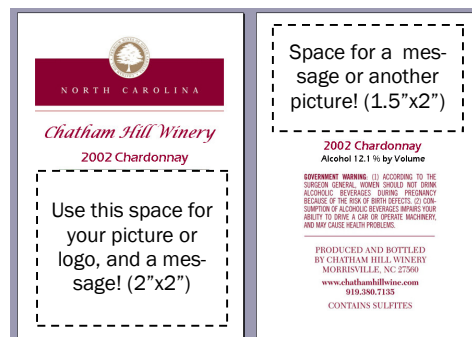 NORTH CAROLINA
Chatham Hill Winery
2002 Chardonnay
Use this space for
your picture or
logo, and a mes-
sage! (2”x2”)
Space for a mes-
sage or another
picture! (1.5”x2”)
2002 Chardonnay
Alcohol 12.1 % by Volume
GOVERNMENT WARNING: (1) ACCORDING TO THE
SURGEON GENERAL, WOMEN SHOULD NOT DRINK
ALCOHOLIC BEVERAGES DURING PREGNANCY
BECAUSE OF THE RISK OF BIRTH DEFECTS. (2) CON-
SUMPTION OF ALCOHOLIC BEVERAGES IMPAIRS YOUR
ABILITY TO DRIVE A CAR OR OPERATE MACHINERY,
AND MAY CAUSE HEALTH PROBLEMS.
PRODUCED AND BOTTLED
BY CHATHAM HILL WINERY
MORRISVILLE, NC 27560
www.chathamhillwine.com
919.380.7135
CONTAINS SULFITES